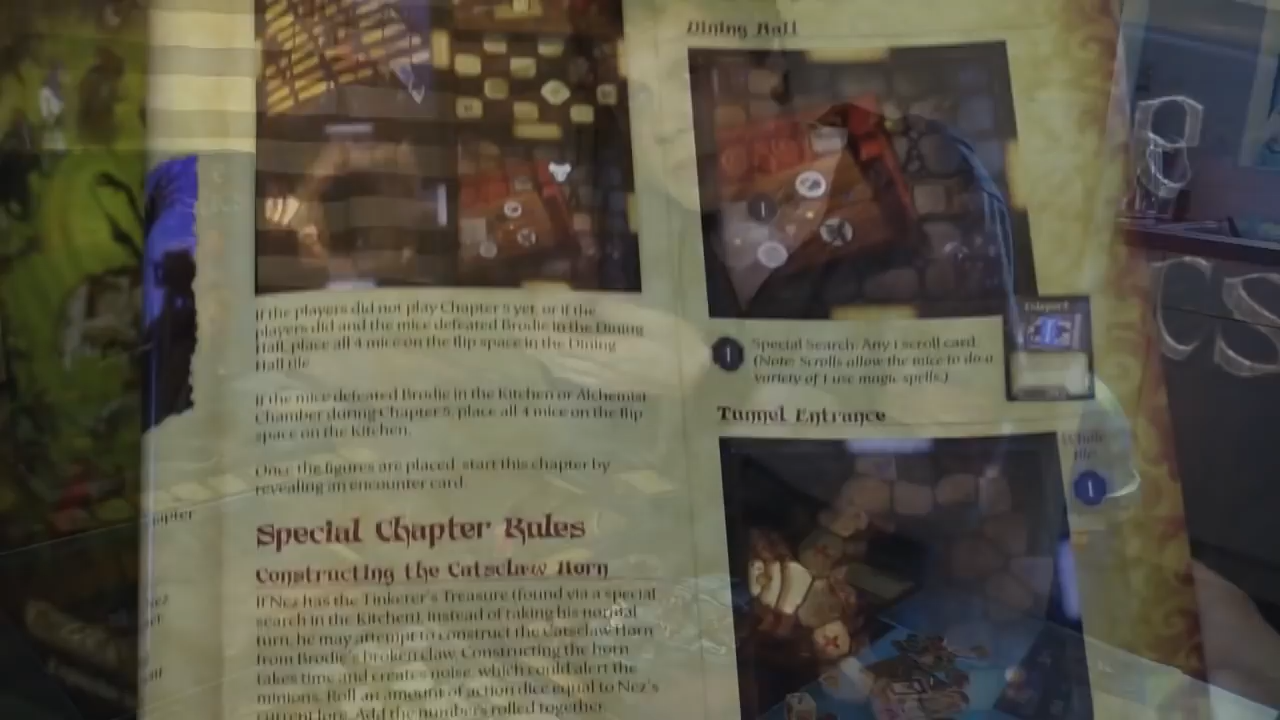 If the players did not play Chapter 5 yet, or if the
players did and the mice defeated Brodie in the Dining
Hall, place all 4 mice on the flip space in the Dining
Hall tile
If the mice defeated Brodie in the Kitchen or Alchemist
Chamber during Chapter 5, place all 4 mice on the flip
space on the Kitchen.
Once the figures are placed, start this chapter by
revealing an encounter card.
Special Chapter Rules
Constructing the Catsclaw Horn
If Nez has the Tinkerer's Treasure (found via a special
search in the Kitchen), instead of taking his normal
turn, he may attempt to construct the Catsclaw Horn
from Brodie's broken claw. Constructing the horn
takes time and creates noise, which could alert the
minions. Roll an amount of action dice equal to Nez's
current lore. Add the numbers rolled together.
Dining Hall
Special Search: Any 1 scroll card.
(Note: Scrolls allow the mice to do a
variety of 1 use magic spells.)
Tunnel Entrance